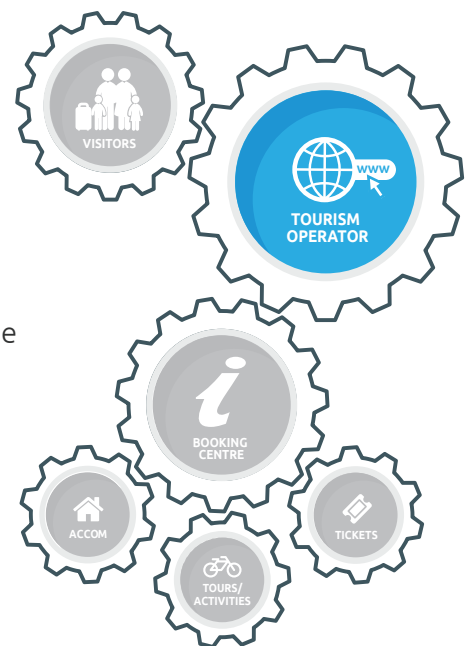 VISITORS
www
TOURISM
OPERATOR
e
i
BOOKING
CENTRE
ACCOM
TICKETS
TOURS/
ACTIVITIES